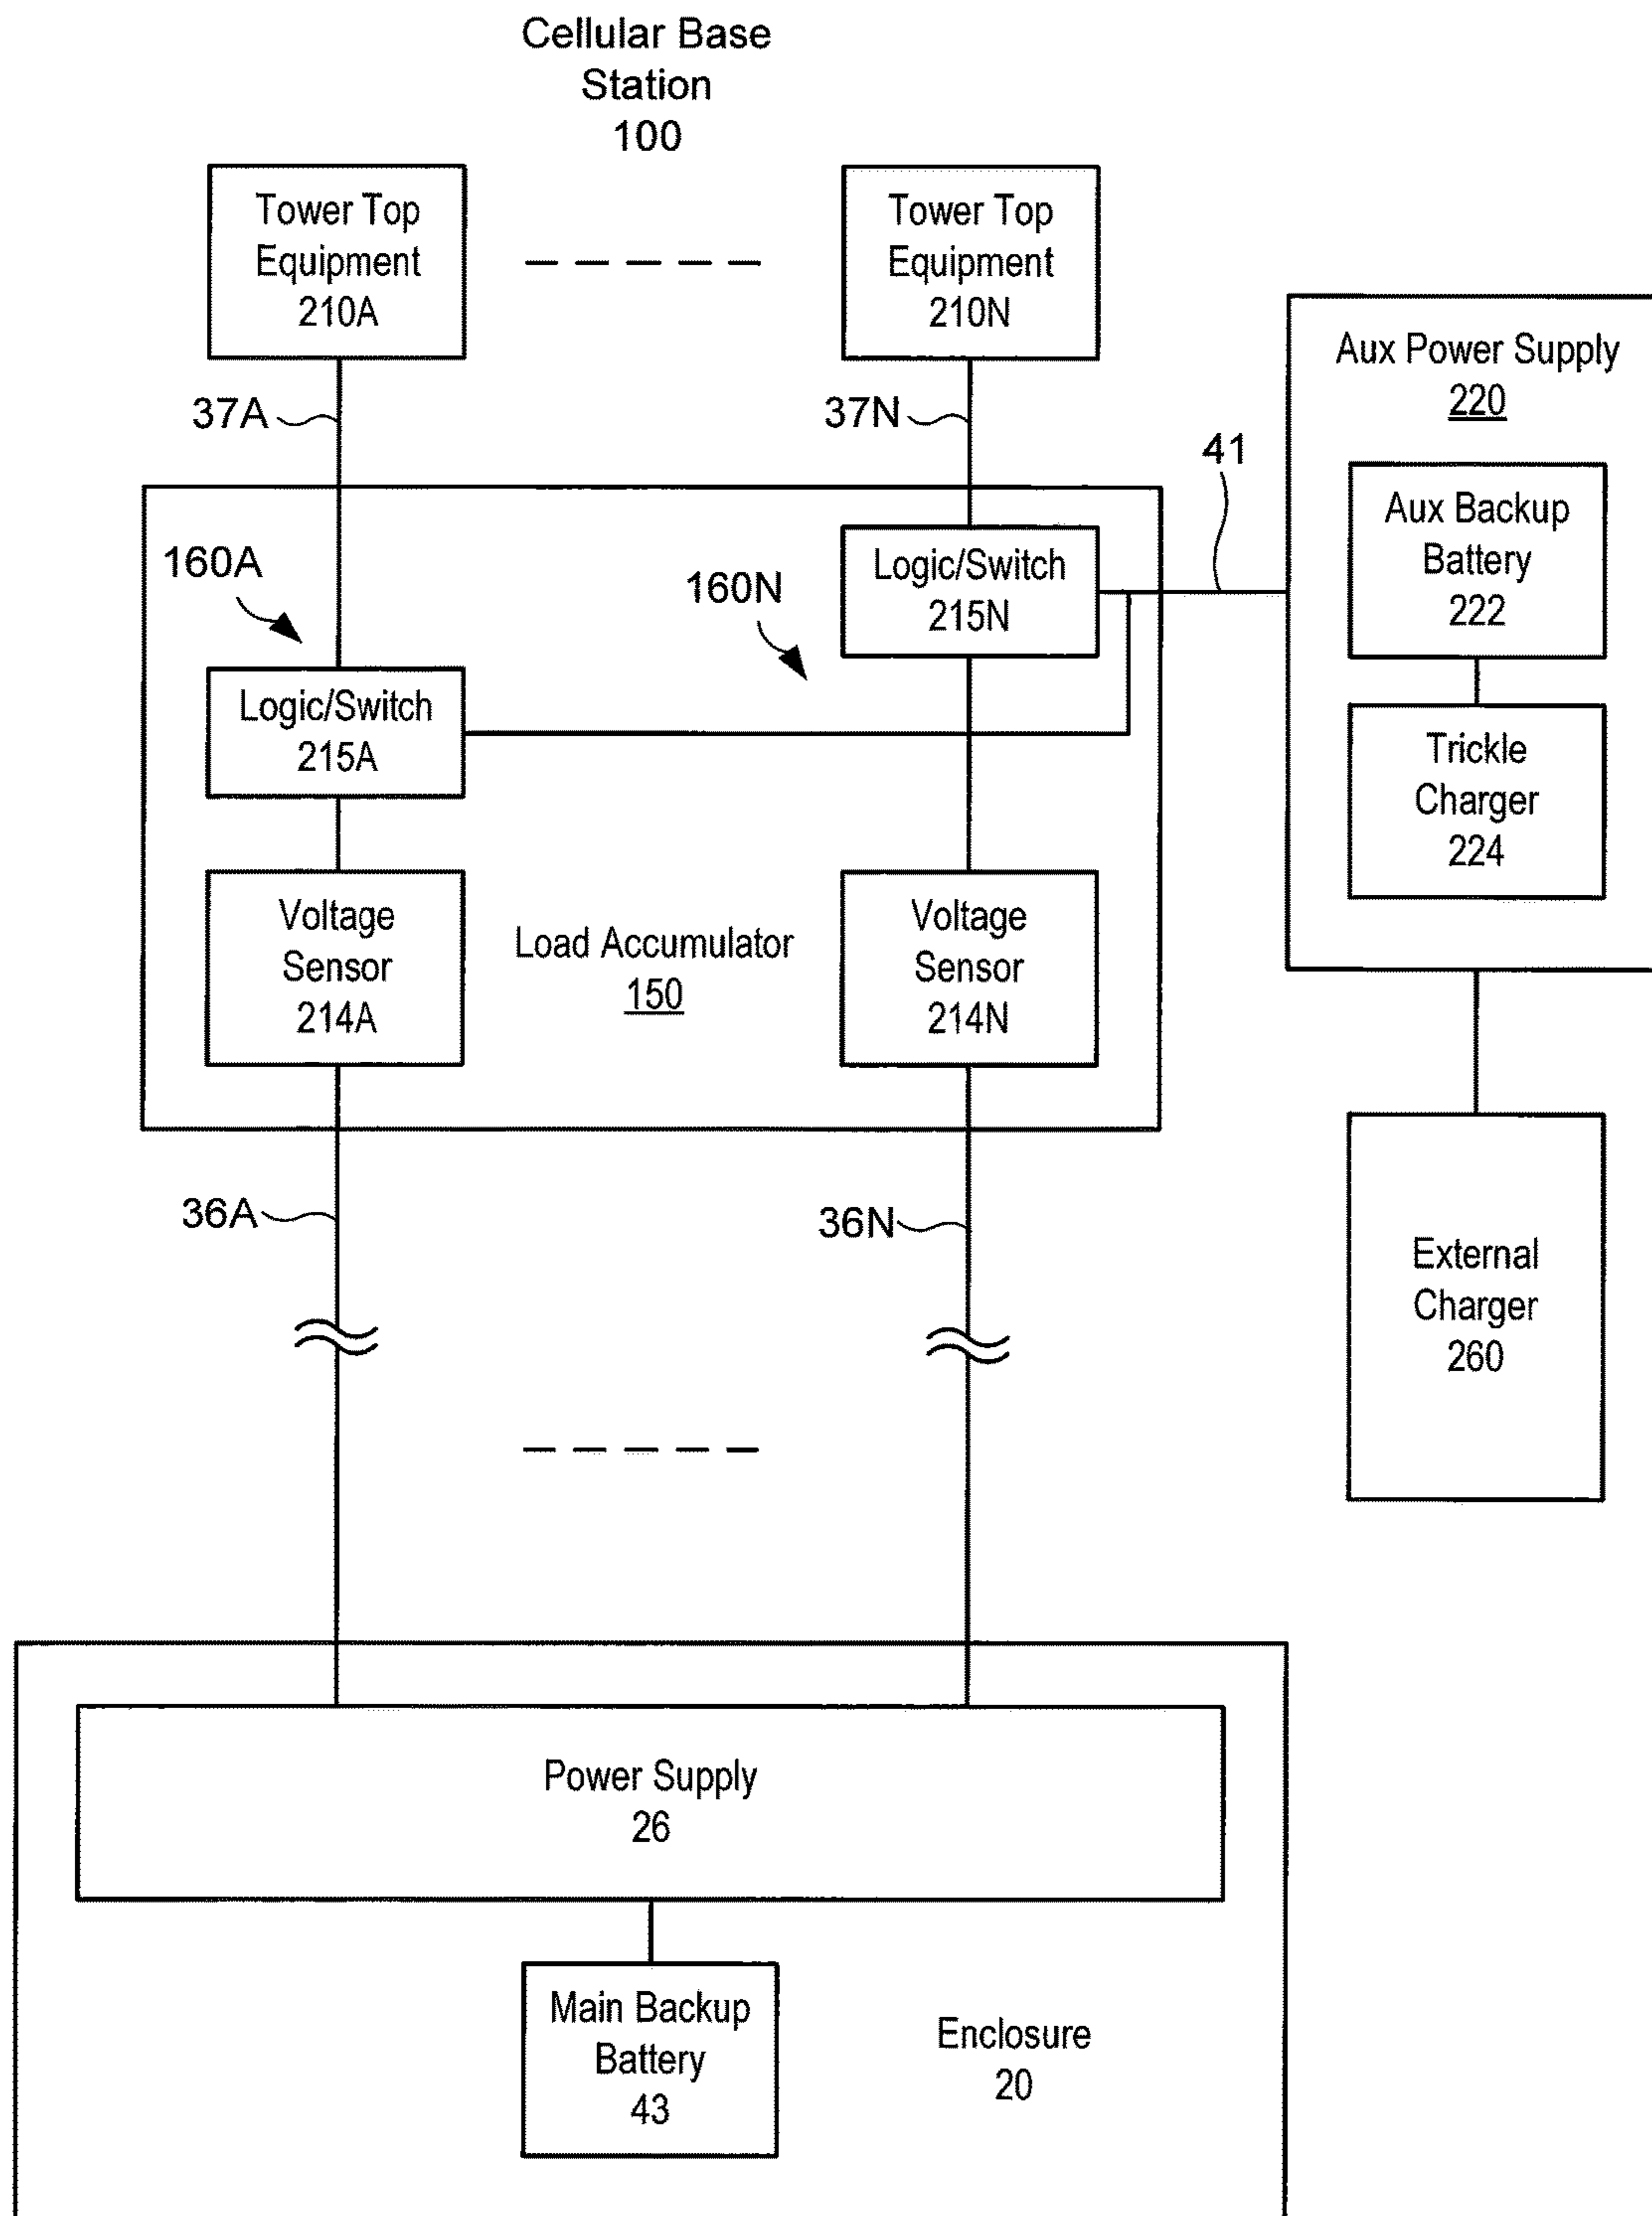 Cellular Base
Station
100
Tower Top
Equipment
210A
Tower Top
Equipment
210N
37A
37N
41
Aux Power Supply
220
Aux Backup
Battery
222
Trickle
Charger
224
160A
160N
Logic/Switch
215N
Logic/Switch
215A
Voltage
Sensor
214A
Load Accumulator
150
Voltage
Sensor
214N
36A
36N
External
Charger
260
Power Supply
26
Main Backup
Battery
43
Enclosure
20